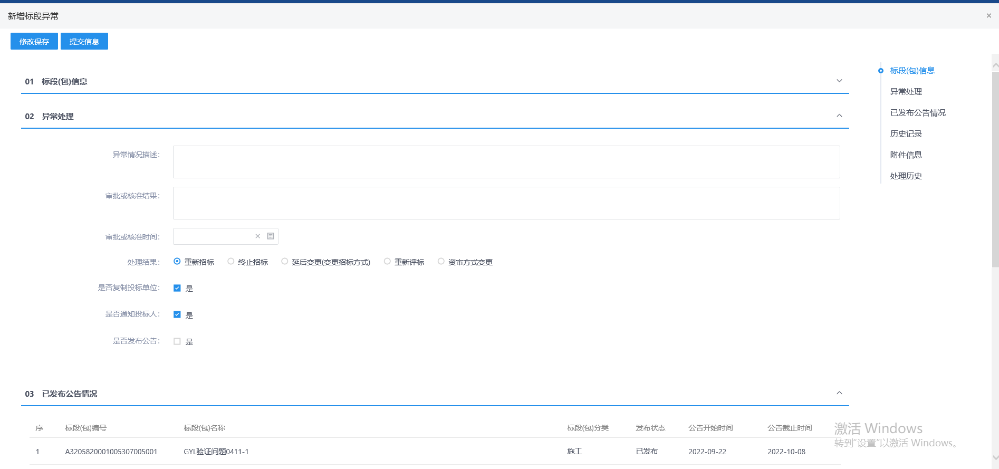 新增标段异常
修改保存 提交信息
01 标段(包)信息
02 异常处理
异常情况描述：
审批或核准结果：
审批或核准时间：
处理结果： 重新招标 终止招标 延后变更(变更招标方式) 重新评标 资审方式变更
是否复制投标单位： 是
是否通知投标人： 是
是否发布公告： 是
03 已发布公告情况
序 标段(包)编号 标段(包)名称 标段(包)分类 发布状态 公告开始时间 公告截止时间
1 A3205820001005307005001 GYL验证问题0411-1 施工 已发布 2022-09-22 2022-10-08
标段(包)信息
异常处理
已发布公告情况
历史记录
附件信息
处理历史
激活 Windows
转到“设置”以激活 Windows。